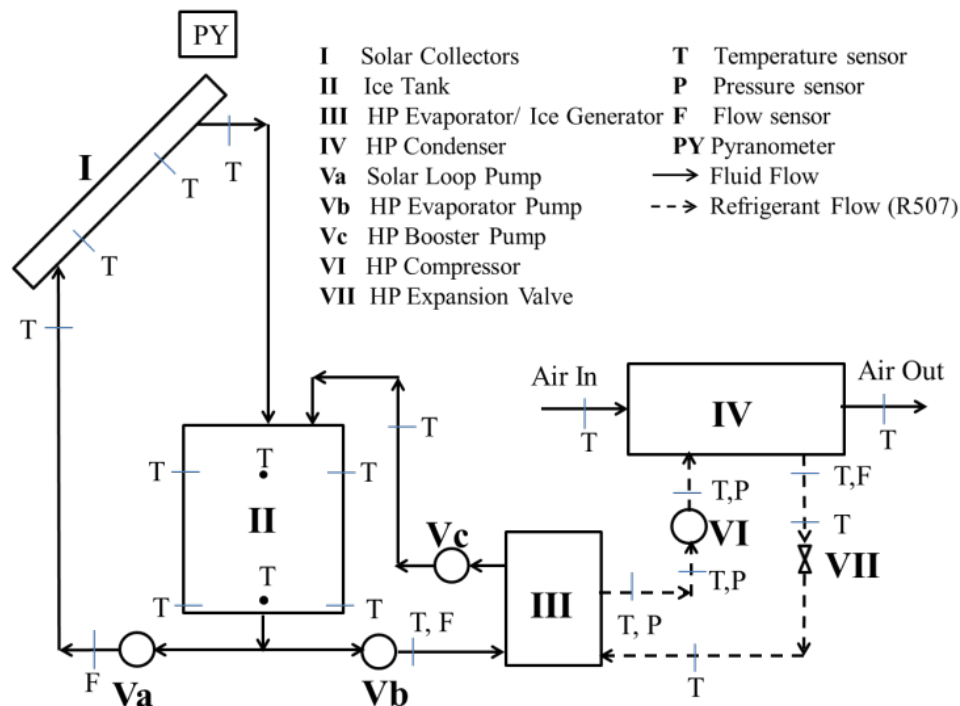 PY
I Solar Collectors
II Ice Tank
III HP Evaporator/ Ice Generator
IV HP Condenser
Va Solar Loop Pump
Vb HP Evaporator Pump
Vc HP Booster Pump
VI HP Compressor
VII HP Expansion Valve
T Temperature sensor
P Pressure sensor
F Flow sensor
PY Pyranometer
Fluid Flow
Refrigerant Flow (R507)
I
T
T
T
T
T
T
T
T
II
T
T
T
F
Va
T, F
Vb
T
Vc
III
T, P
T,P
VI
T,P
Air In
T
IV
Air Out
T
T,F
T
VII
T